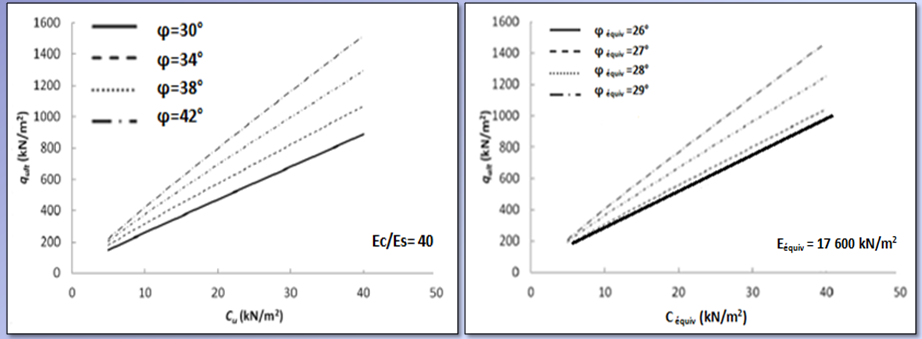 1600
1400
1200
1000
800
600
400
200
0
qult (kN/m²)
φ=30°
φ=34°
φ=38°
φ=42°
Ec/Es= 40
0 10 20 30 40 50
Cu (kN/m²)
1600
1400
1200
1000
800
600
400
200
0
qult (kN/m²)
φ équiv =26°
φ équiv =27°
φ équiv =28°
φ équiv =29°
Eéquiv = 17 600 kN/m²
0 10 20 30 40 50
C équiv (kN/m²)